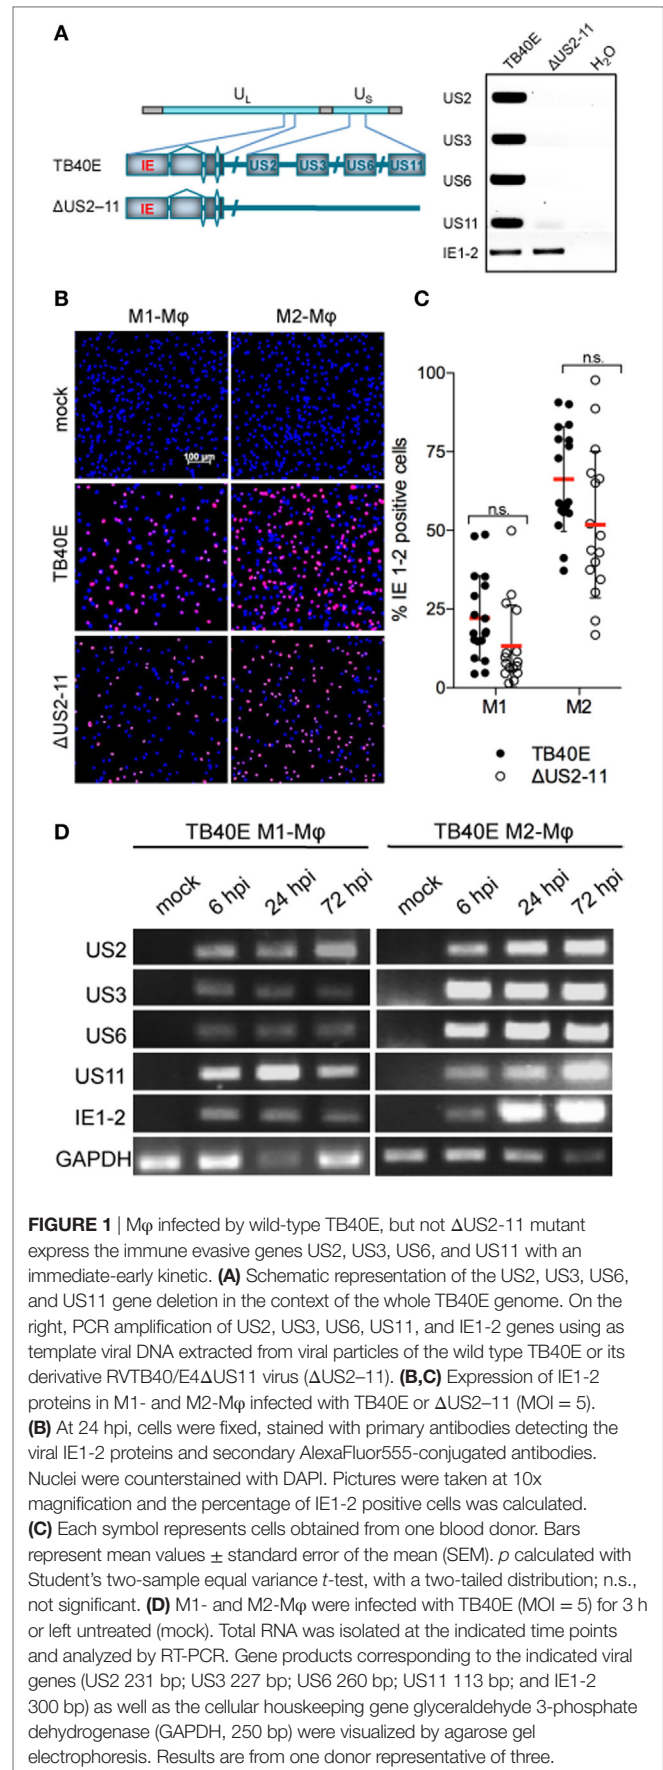 A
TB40E
ΔUS2-11
H2O
UL
US
TB40E
IE
US2
US3
US6
US11
ΔUS2–11
IE
US2
US3
US6
US11
IE1-2
B
M1-Mφ
M2-Mφ
mock
100 µm
TB40E
ΔUS2-11
C
% IE 1-2 positive cells
100
75
50
25
0
n.s.
n.s.
M1
M2
TB40E
ΔUS2-11
D
TB40E M1-Mφ
TB40E M2-Mφ
mock
6 hpi
24 hpi
72 hpi
mock
6 hpi
24 hpi
72 hpi
US2
US3
US6
US11
IE1-2
GAPDH
FIGURE 1 | Mφ infected by wild-type TB40E, but not ΔUS2-11 mutant
express the immune evasive genes US2, US3, US6, and US11 with an
immediate-early kinetic. (A) Schematic representation of the US2, US3, US6,
and US11 gene deletion in the context of the whole TB40E genome. On the
right, PCR amplification of US2, US3, US6, US11, and IE1-2 genes using as
template viral DNA extracted from viral particles of the wild type TB40E or its
derivative RVTB40/E4ΔUS11 virus (ΔUS2–11). (B,C) Expression of IE1-2
proteins in M1- and M2-Mφ infected with TB40E or ΔUS2–11 (MOI = 5).
(B) At 24 hpi, cells were fixed, stained with primary antibodies detecting the
viral IE1-2 proteins and secondary AlexaFluor555-conjugated antibodies.
Nuclei were counterstained with DAPI. Pictures were taken at 10x
magnification and the percentage of IE1-2 positive cells was calculated.
(C) Each symbol represents cells obtained from one blood donor. Bars
represent mean values ± standard error of the mean (SEM). p calculated with
Student's two-sample equal variance t-test, with a two-tailed distribution; n.s.,
not significant. (D) M1- and M2-Mφ were infected with TB40E (MOI = 5) for 3 h
or left untreated (mock). Total RNA was isolated at the indicated time points
and analyzed by RT-PCR. Gene products corresponding to the indicated viral
genes (US2 231 bp; US3 227 bp; US6 260 bp; US11 113 bp; and IE1-2
300 bp) as well as the cellular houskeeping gene glyceraldehyde 3-phosphate
dehydrogenase (GAPDH, 250 bp) were visualized by agarose gel
electrophoresis. Results are from one donor representative of three.